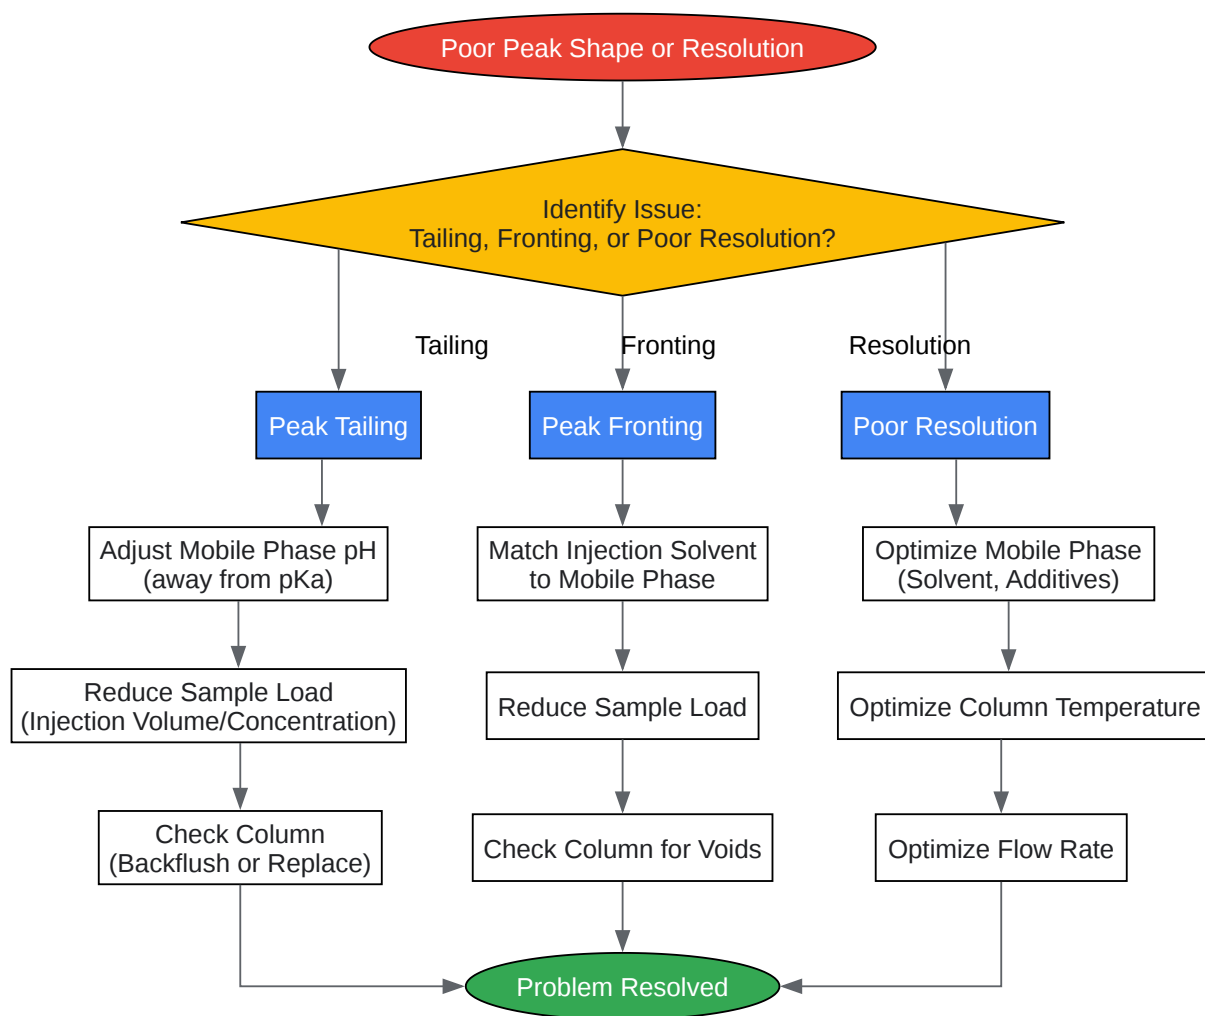 Poor Peak Shape or Resolution
Identify Issue:
Tailing, Fronting, or Poor Resolution?
Tailing
Fronting
Resolution
Peak Tailing
Peak Fronting
Poor Resolution
Adjust Mobile Phase pH
(away from pKa)
Match Injection Solvent
to Mobile Phase
Optimize Mobile Phase
(Solvent, Additives)
Reduce Sample Load
(Injection Volume/Concentration)
Reduce Sample Load
Optimize Column Temperature
Check Column
(Backflush or Replace)
Check Column for Voids
Optimize Flow Rate
Problem Resolved